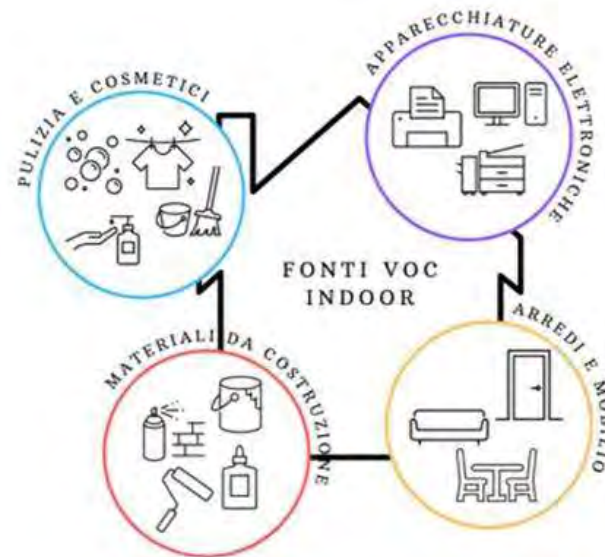 PULIZIA E COSMETICI
APPARECCHIATURE ELETTRONICHE
FONTI VOC
INDOOR
MATERIALI DA COSTRUZIONE
ARREDI E MOBILIO